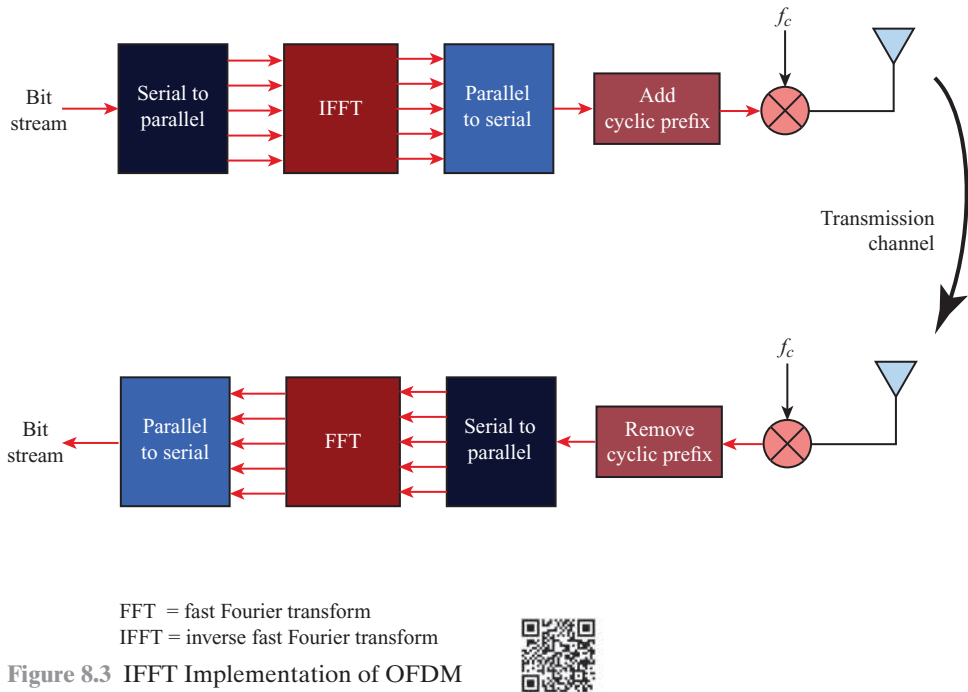 f_c
Bit
stream
Serial to
parallel
IFFT
Parallel
to serial
Add
cyclic prefix
Transmission
channel
f_c
Bit
stream
Parallel
to serial
FFT
Serial to
parallel
Remove
cyclic prefix
FFT = fast Fourier transform
IFFT = inverse fast Fourier transform
Figure 8.3 IFFT Implementation of OFDM